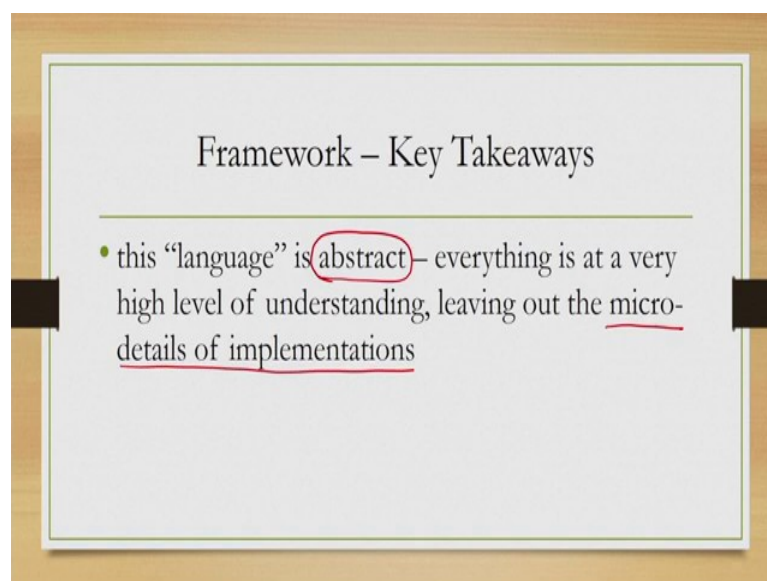 Framework – Key Takeaways
• this “language” is abstract – everything is at a very
high level of understanding, leaving out the micro-
details of implementations